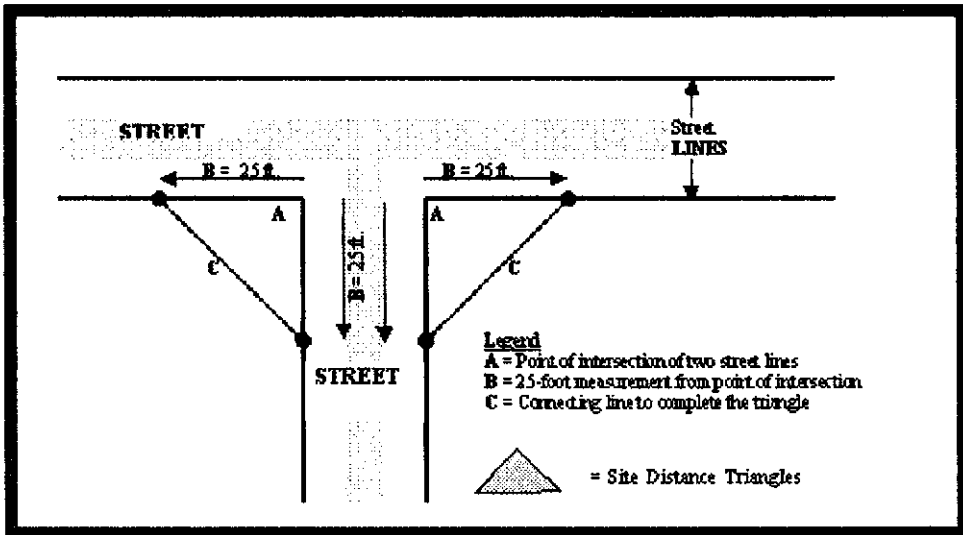 STREET
Street
LINES
B = 25 ft.
B = 25 ft.
A
A
B = 25 ft.
C
C
STREET
Legend
A = Point of intersection of two street lines
B = 25-foot measurement from point of intersection
C = Connecting line to complete the triangle
= Site Distance Triangles